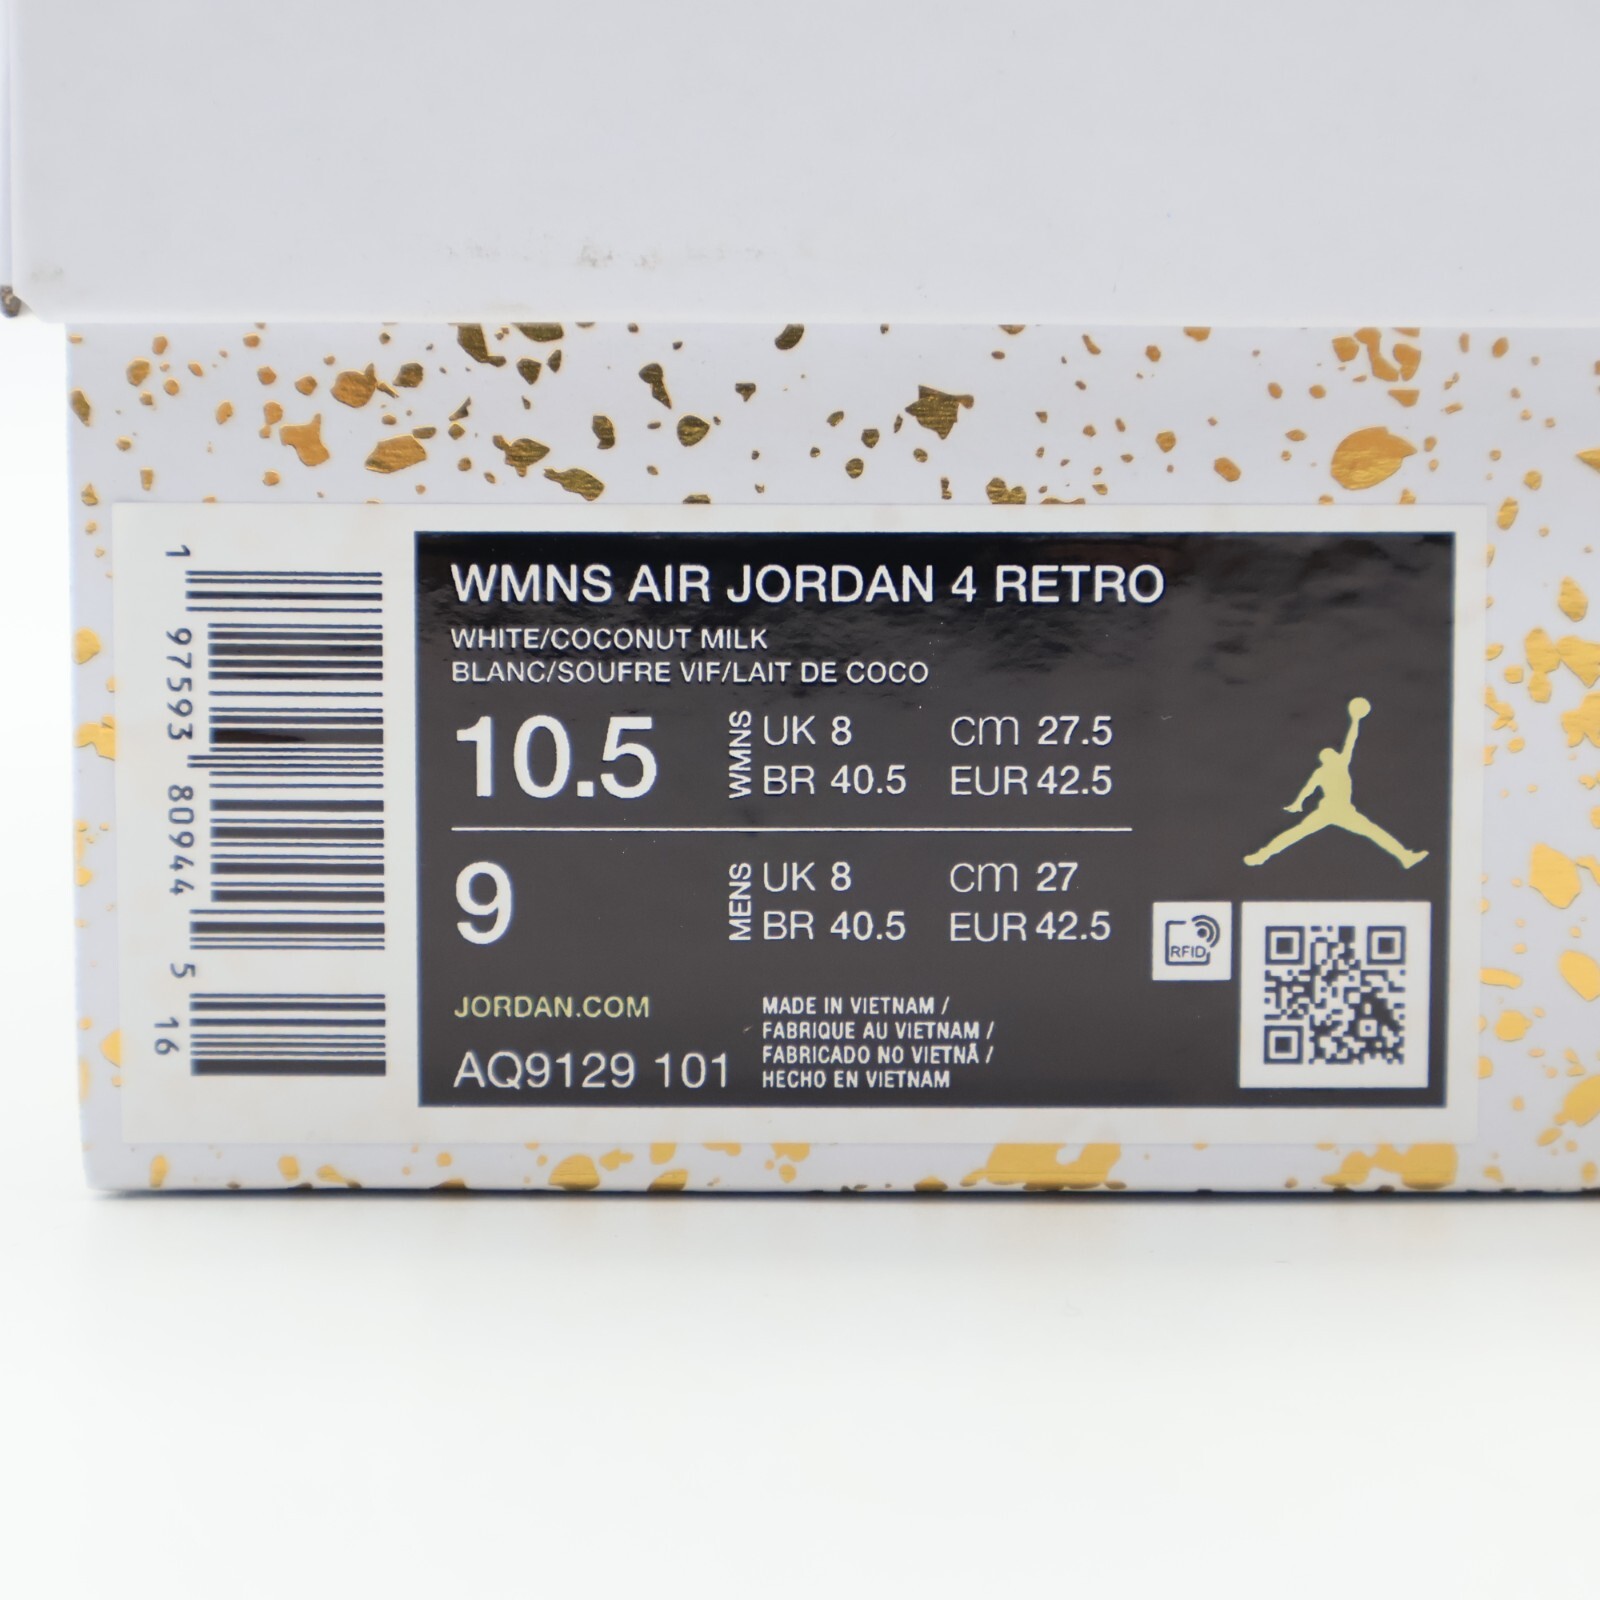 1 97593 80944 5 16
WMNS AIR JORDAN 4 RETRO
WHITE/COCONUT MILK
BLANC/SOUFRE VIF/LAIT DE COCO
10.5 WMNS UK 8 cm 27.5
BR 40.5 EUR 42.5
9 MENS UK 8 cm 27
BR 40.5 EUR 42.5
RFID
JORDAN.COM
AQ9129 101
MADE IN VIETNAM /
FABRIQUE AU VIETNAM /
FABRICADO NO VIETNÃ /
HECHO EN VIETNAM